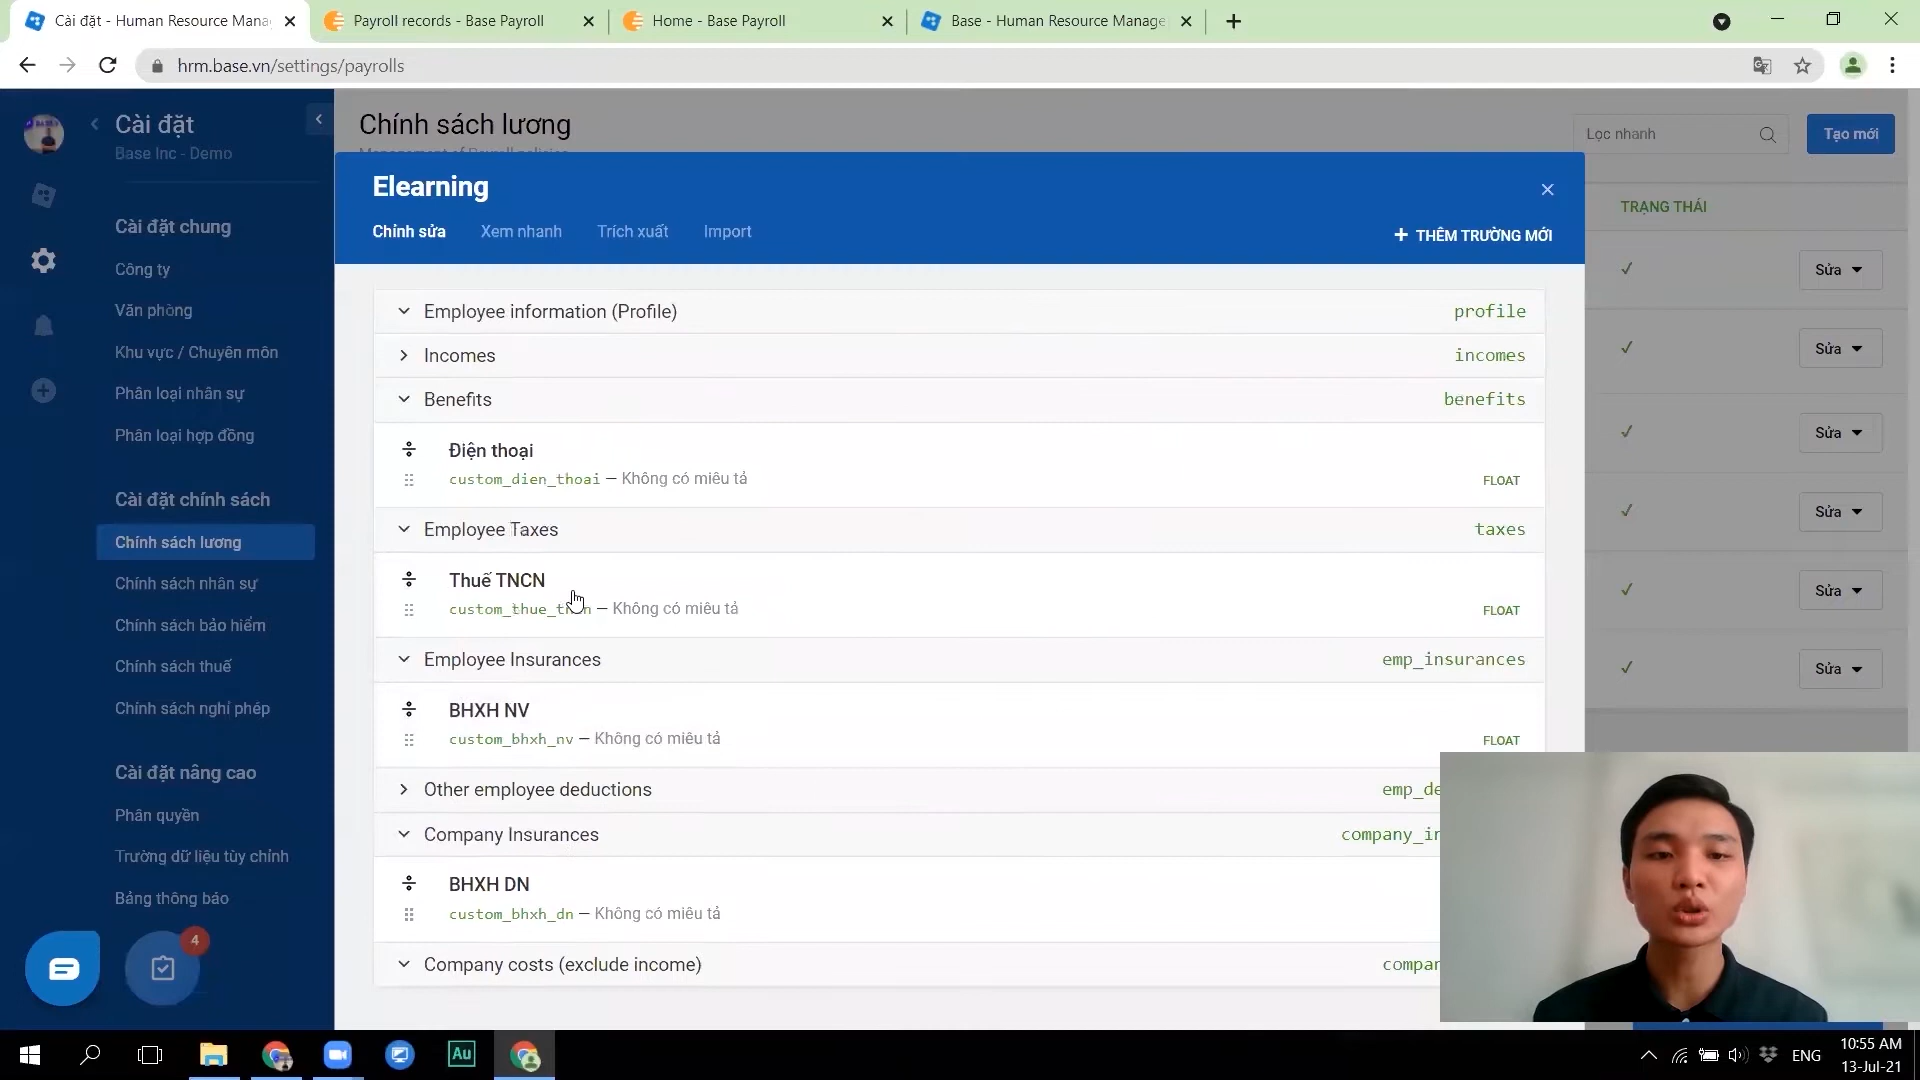 Cài đặt - Human Resource Mana
Payroll records - Base Payroll
Home - Base Payroll
Base - Human Resource Manage
hrm.base.vn/settings/payrolls
Cài đặt
Base Inc - Demo
Cài đặt chung
Công ty
Văn phòng
Khu vực / Chuyên môn
Phân loại nhân sự
Phân loại hợp đồng
Cài đặt chính sách
Chính sách lương
Chính sách nhân sự
Chính sách bảo hiểm
Chính sách thuế
Chính sách nghỉ phép
Cài đặt nâng cao
Phân quyền
Trường dữ liệu tùy chỉnh
Bảng thông báo
4
Chính sách lương
Lọc nhanh
Tạo mới
TRẠNG THÁI
Sửa
Sửa
Sửa
Sửa
Sửa
Sửa
Elearning
Chỉnh sửa Xem nhanh Trích xuất Import
+ THÊM TRƯỜNG MỚI
Employee information (Profile) profile
Incomes incomes
Benefits benefits
Điện thoại
custom_dien_thoai – Không có miêu tả FLOAT
Employee Taxes taxes
Thuế TNCN
– Không có miêu tả FLOAT
Employee Insurances emp_insurances
BHXH NV
custom_bhxh_nv – Không có miêu tả FLOAT
Other employee deductions emp_de
Company Insurances company_in
BHXH DN
custom_bhxh_dn – Không có miêu tả
Company costs (exclude income) compan
Au
ENG
10:55 AM
13-Jul-21